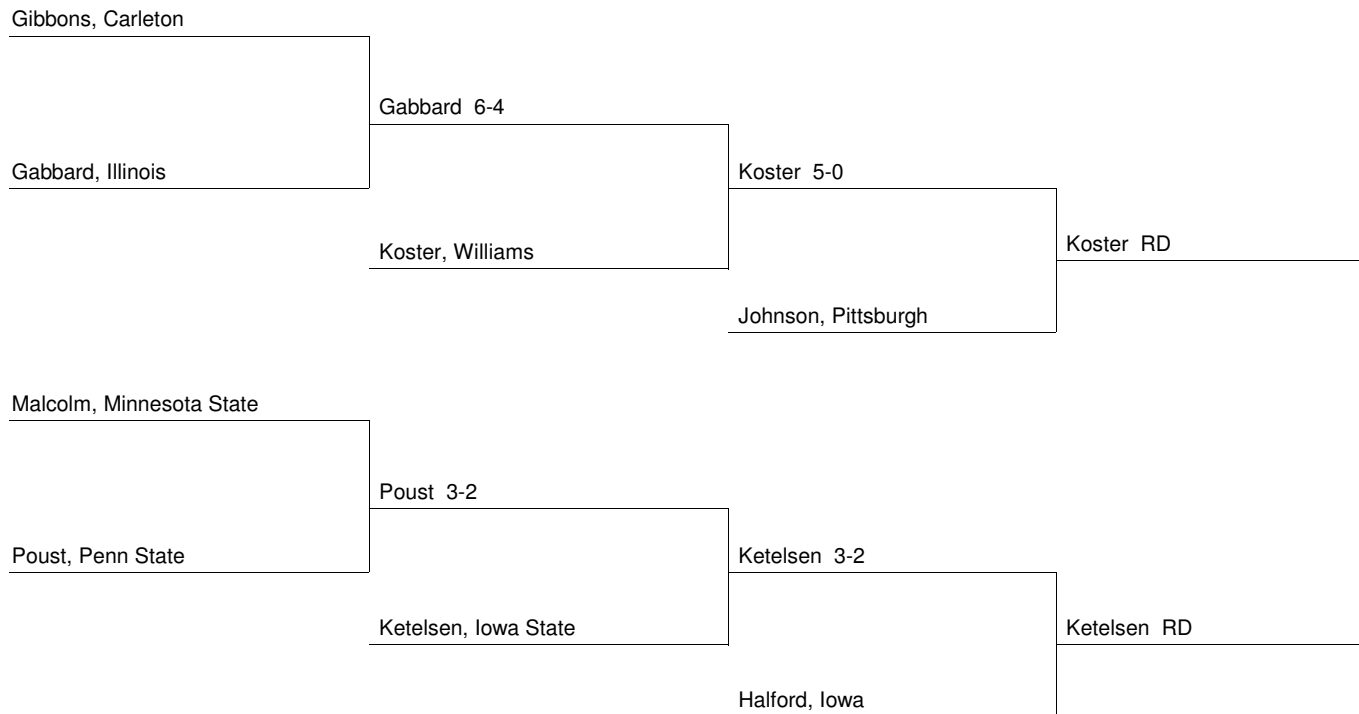 Gibbons, Carleton
Gabbard 6-4
Gabbard, Illinois
Koster 5-0
Koster, Williams
Koster RD
Johnson, Pittsburgh
Malcolm, Minnesota State
Poust 3-2
Poust, Penn State
Ketelsen 3-2
Ketelsen, Iowa State
Ketelsen RD
Halford, Iowa